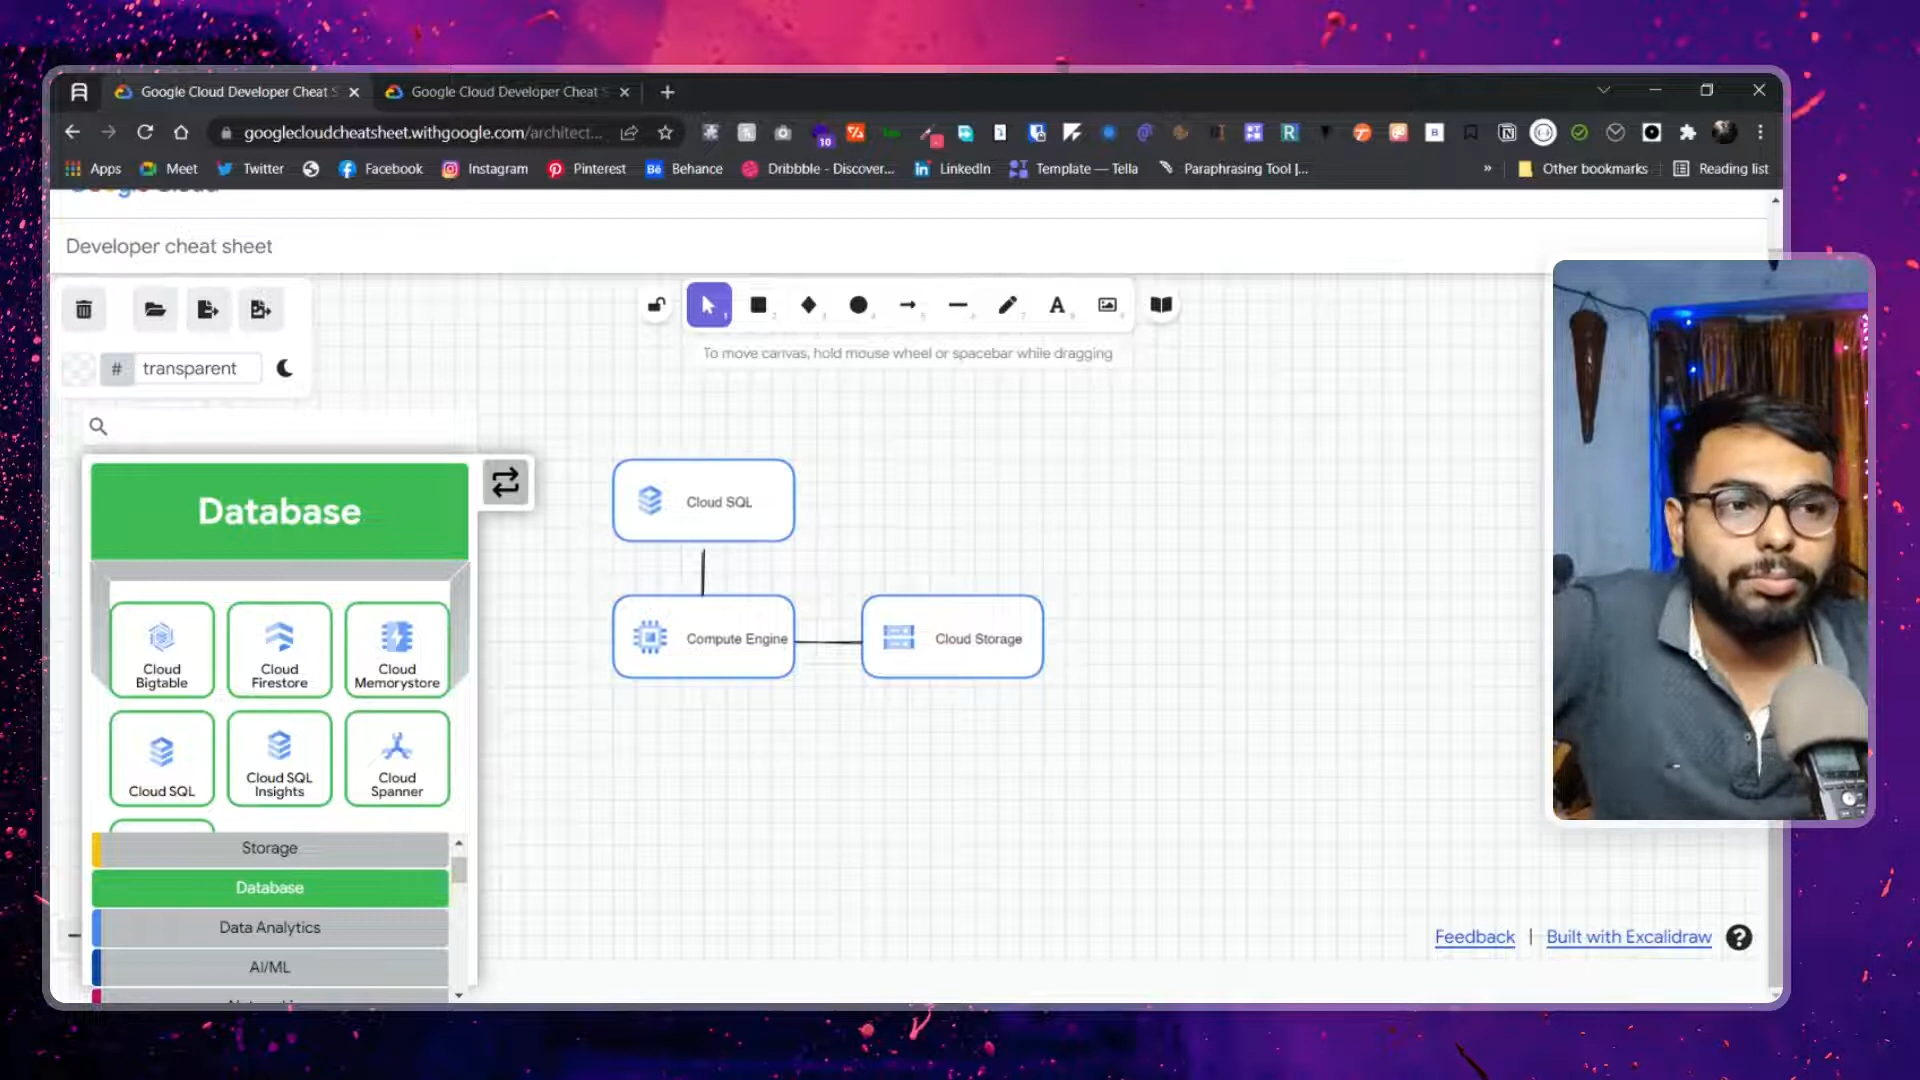 Google Cloud Developer Cheat S
Google Cloud Developer Cheat S
googlecloudcheatsheet.withgoogle.com/architect...
10
Apps
Meet
Twitter
Facebook
Instagram
Pinterest
Behance
Dribbble - Discover...
LinkedIn
Template — Tella
Paraphrasing Tool |...
»
Other bookmarks
Reading list
Developer cheat sheet
# transparent
To move canvas, hold mouse wheel or spacebar while dragging
Database
Cloud
Bigtable
Cloud
Firestore
Cloud
Memorystore
Cloud SQL
Cloud SQL
Insights
Cloud
Spanner
Storage
Database
Data Analytics
AI/ML
Cloud SQL
Compute Engine
Cloud Storage
Feedback | Built with Excalidraw